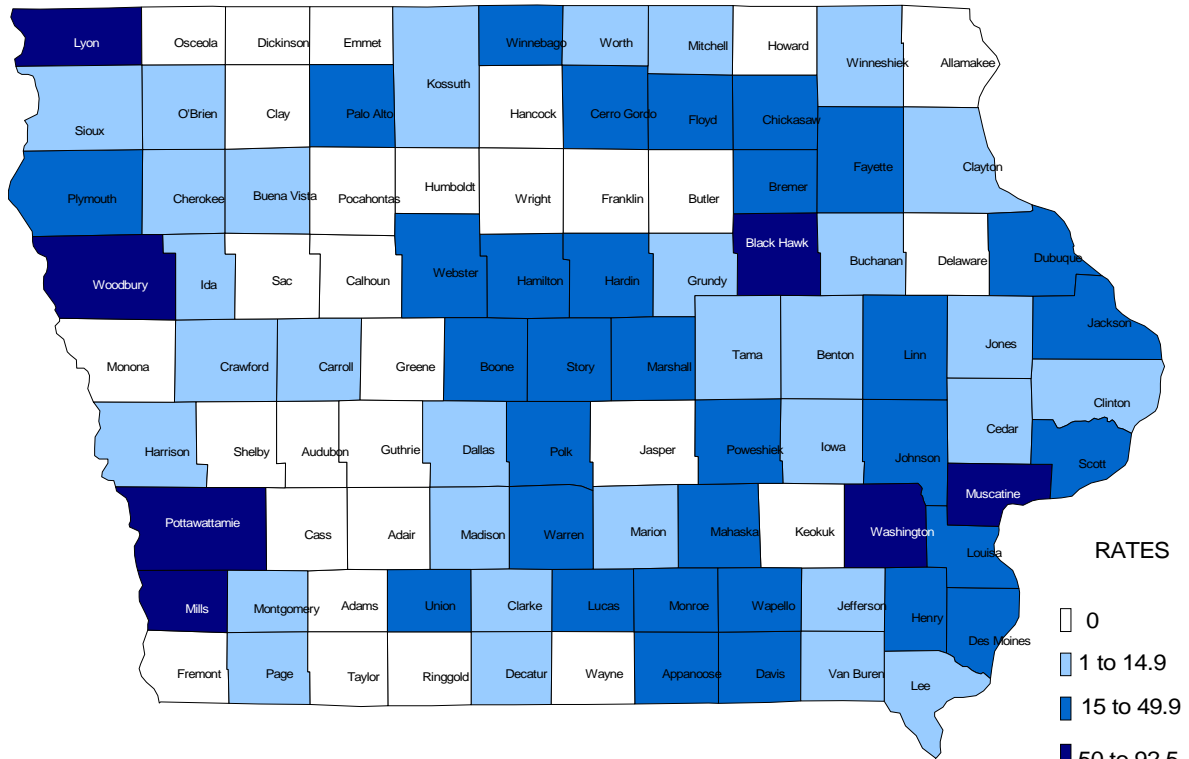 Lyon Osceola Dickinson Emmet Winnebago Worth Mitchell Howard Winneshiek Allamakee
Kossuth
Sioux O'Brien Clay Palo Alto Hancock Cerro Gordo Floyd Chickasaw
Fayette Clayton
Plymouth Cherokee Buena Vista Pocahontas Humboldt Wright Franklin Butler Bremer
Black Hawk
Woodbury Ida Sac Calhoun Webster Hamilton Hardin Grundy Buchanan Delaware Dubuque
Jackson
Monona Crawford Carroll Greene Boone Story Marshall Tama Benton Linn Jones
Clinton
Harrison Shelby Audubon Guthrie Dallas Polk Jasper Poweshiek Iowa Johnson Cedar Scott
Muscatine
Pottawattamie Cass Adair Madison Warren Marion Mahaska Keokuk Washington
Louisa
RATES
Mills Montgomery Adams Union Clarke Lucas Monroe Wapello Jefferson Henry
Des Moines
0
Fremont Page Taylor Ringgold Decatur Wayne Appanoose Davis Van Buren Lee
1 to 14.9
15 to 49.9
50 to 92.5